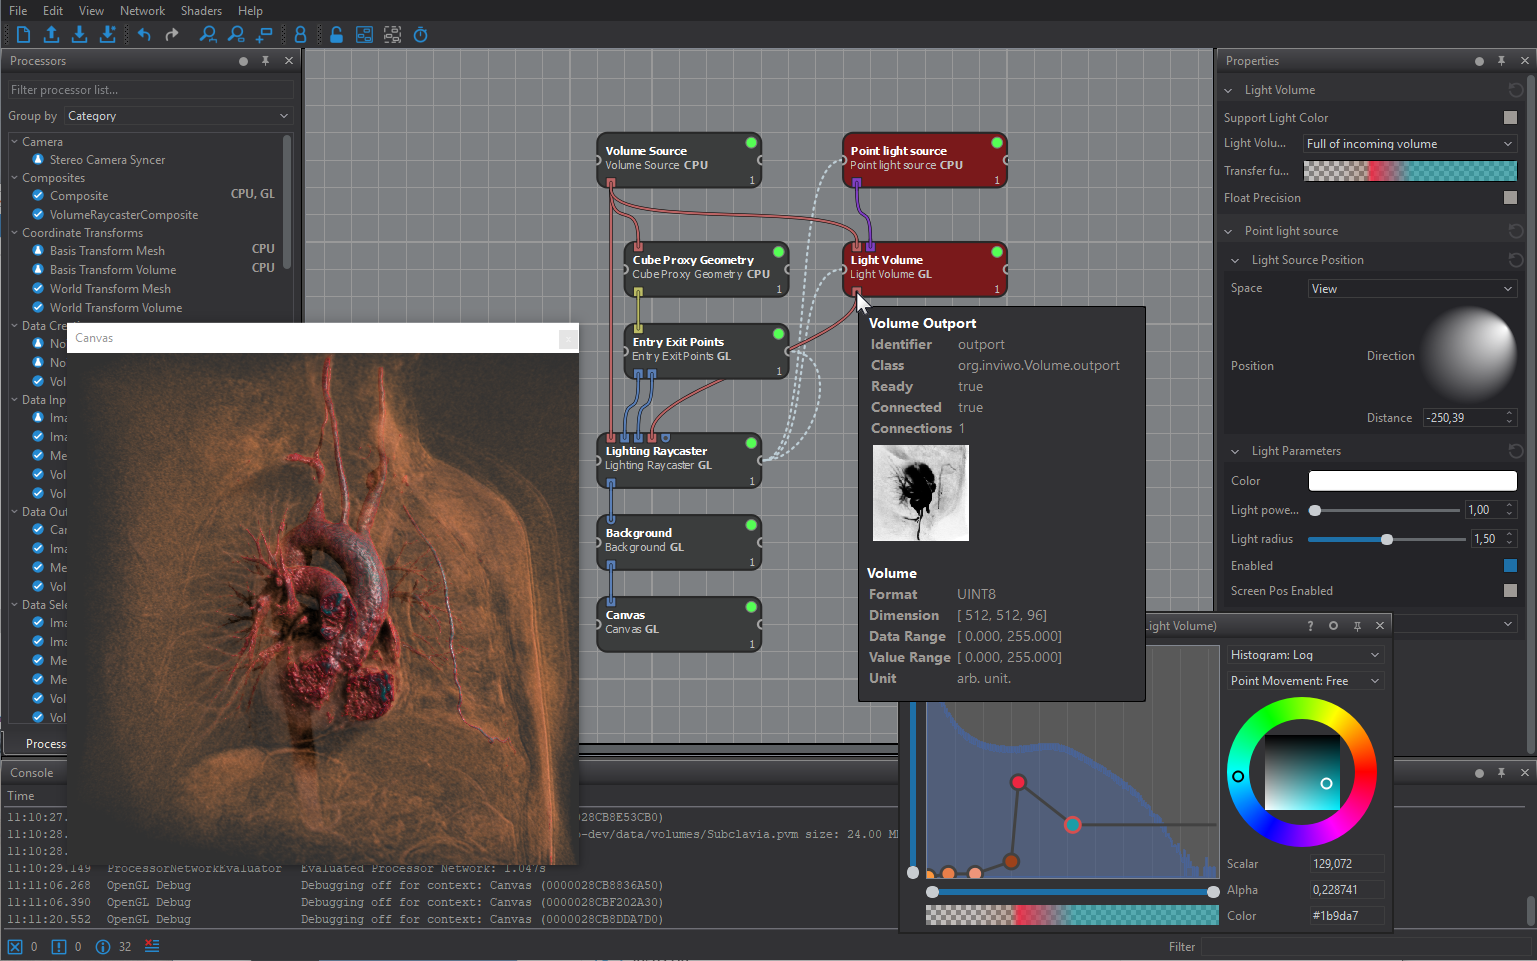 File Edit View Network Shaders Help
Processors
Filter processor list...
Group by Category
Camera
Stereo Camera Syncer
Composites
Composite CPU, GL
VolumeRaycasterComposite
Coordinate Transforms
Basis Transform Mesh CPU
Basis Transform Volume CPU
World Transform Mesh
World Transform Volume
Data Cre
No
No
Vol
Data Inp
Ima
Ima
Me
Vol
Vol
Data Out
Can
Ima
Me
Vol
Data Sele
Ima
Ima
Me
Vol
Vol
Process
Canvas
Volume Source
Volume Source CPU
1
Point light source
Point light source CPU
1
Cube Proxy Geometry
Cube Proxy Geometry CPU
1
Light Volume
Light Volume GL
1
Entry Exit Points
Entry Exit Points GL
1
Lighting Raycaster
Lighting Raycaster GL
1
Background
Background GL
1
Canvas
Canvas GL
1
Volume Outport
Identifier outport
Class org.inviwo.Volume.outport
Ready true
Connected true
Connections 1
Volume
Format UINT8
Dimension [ 512, 512, 96]
Data Range [ 0.000, 255.000]
Value Range [ 0.000, 255.000]
Unit arb. unit.
Properties
Light Volume
Support Light Color
Light Volu... Full of incoming volume
Transfer fu...
Float Precision
Point light source
Light Source Position
Space View
Position Direction
Distance -250,39
Light Parameters
Color
Light powe... 1,00
Light radius 1,50
Enabled
Screen Pos Enabled
Light Volume) ?
Histogram: Log
Point Movement: Free
Scalar 129,072
Alpha 0,228741
Color #1b9da7
Console
Time
11:10:27. 028CB8E53CB0)
11:10:28. o-dev/data/volumes/Subclavia.pvm size: 24.00 M
11:10:28.
11:10:29.149 ProcessorNetworkEvaluator Evaluated Processor Network: 1.047s
11:11:06.268 OpenGL Debug Debugging off for context: Canvas (0000028CB8836A50)
11:11:06.390 OpenGL Debug Debugging off for context: Canvas (0000028CBF202A30)
11:11:20.552 OpenGL Debug Debugging off for context: Canvas (0000028CB8DDA7D0)
0 0 32
Filter